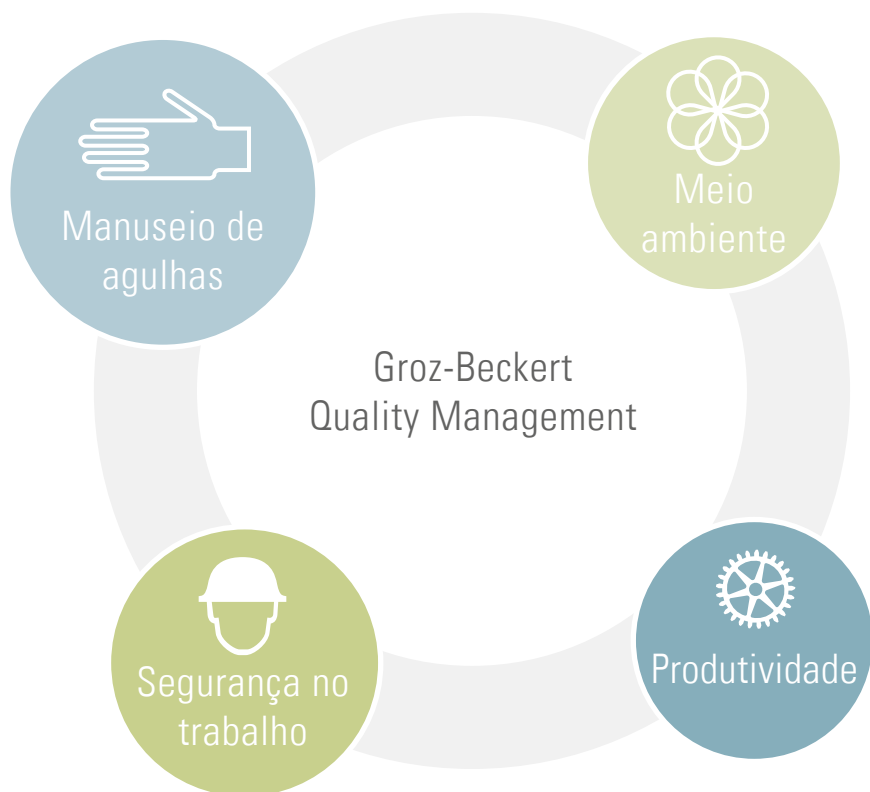 Manuseio de
agulhas
Meio
ambiente
Groz-Beckert
Quality Management
Segurança no
trabalho
Produtividade